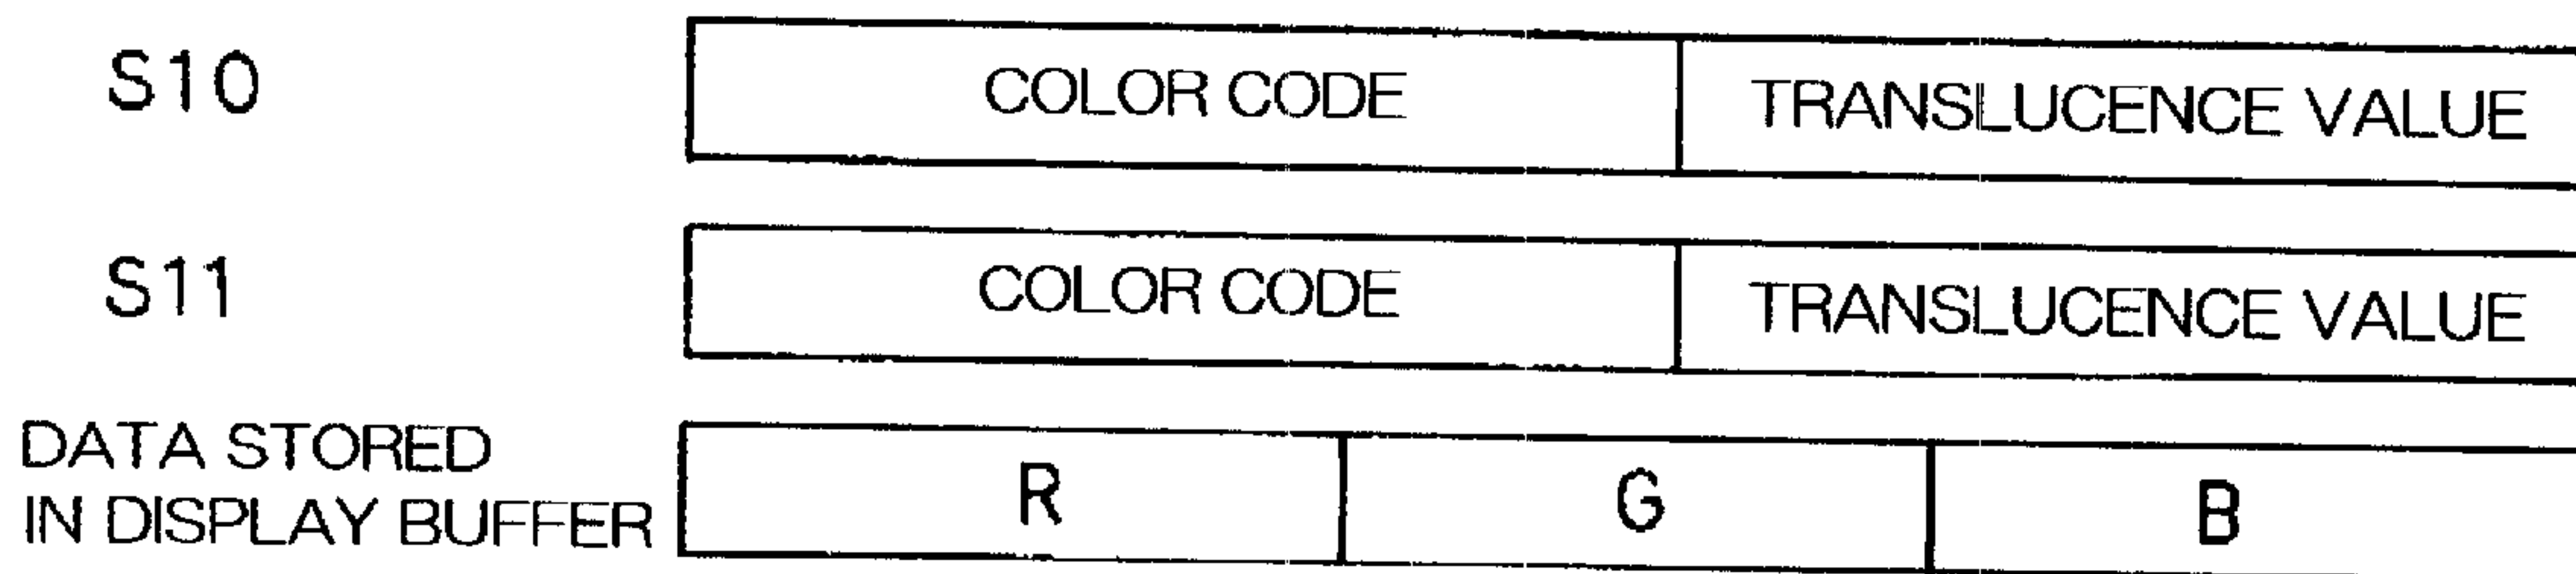 S10 COLOR CODE TRANSLUCENCE VALUE
S11 COLOR CODE TRANSLUCENCE VALUE
DATA STORED
IN DISPLAY BUFFER R G B